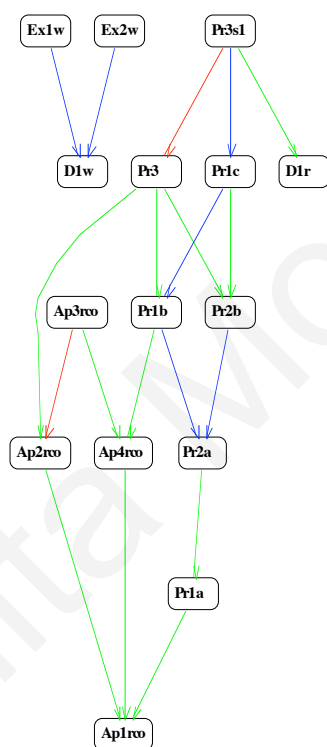 Ex1w Ex2w Pr3s1
D1w Pr3 Pr1c D1r
Ap3rco Pr1b Pr2b
Ap2rco Ap4rco Pr2a
Pr1a
Ap1rco